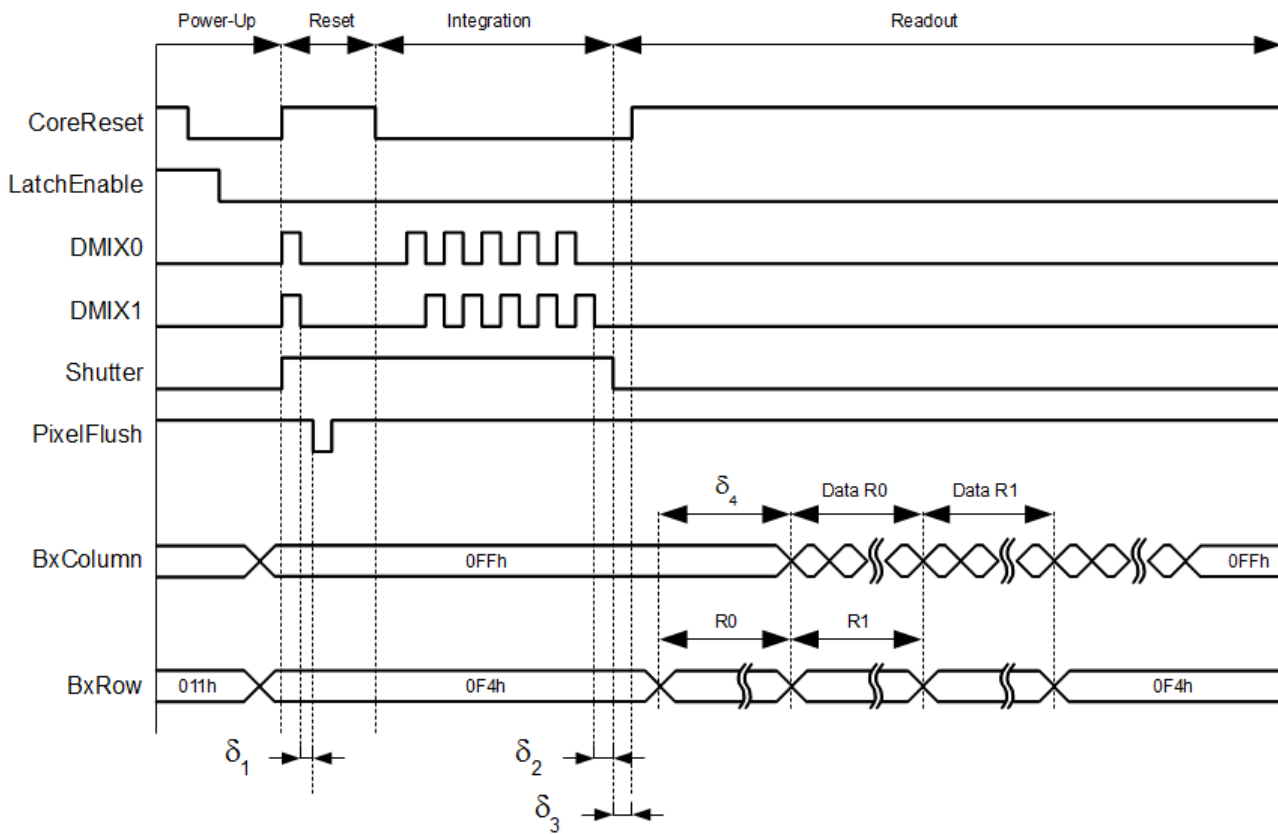 Power-Up Reset Integration Readout
CoreReset
LatchEnable
DMIX0
DMIX1
Shutter
PixelFlush
δ4 Data R0 Data R1
BxColumn 0FFh 0FFh
R0 R1
BxRow 011h 0F4h 0F4h
δ1 δ2
δ3